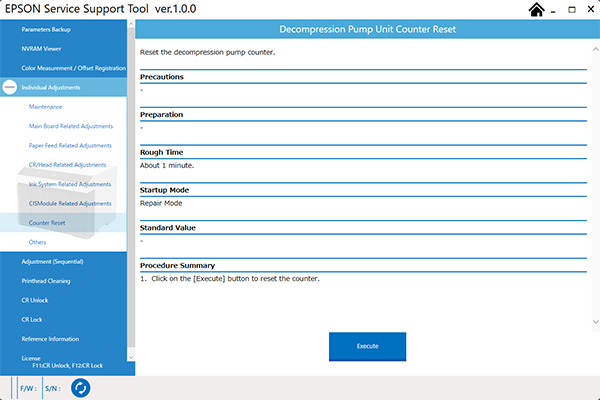 EPSON Service Support Tool ver.1.0.0
Parameters Backup
NVRAM Viewer
Color Measurement / Offset Registration
Individual Adjustments
Maintenance
Main Board Related Adjustments
Paper Feed Related Adjustments
CR/Head Related Adjustments
Ink System Related Adjustments
CISModule Related Adjustments
Counter Reset
Others
Adjustment (Sequential)
Printhead Cleaning
CR Unlock
CR Lock
Reference Information
License
F11:CR Unlock, F12:CR Lock
Decompression Pump Unit Counter Reset
Reset the decompression pump counter.
Precautions
-
Preparation
-
Rough Time
About 1 minute.
Startup Mode
Repair Mode
Standard Value
-
Procedure Summary
1. Click on the [Execute] button to reset the counter.
Execute
F/W : S/N :